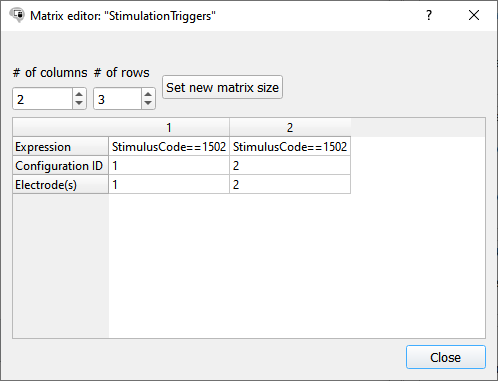 Matrix editor: "StimulationTriggers"
? ×
# of columns # of rows
2 3 Set new matrix size
1 2
Expression StimulusCode==1502 StimulusCode==1502
Configuration ID 1 2
Electrode(s) 1 2
Close